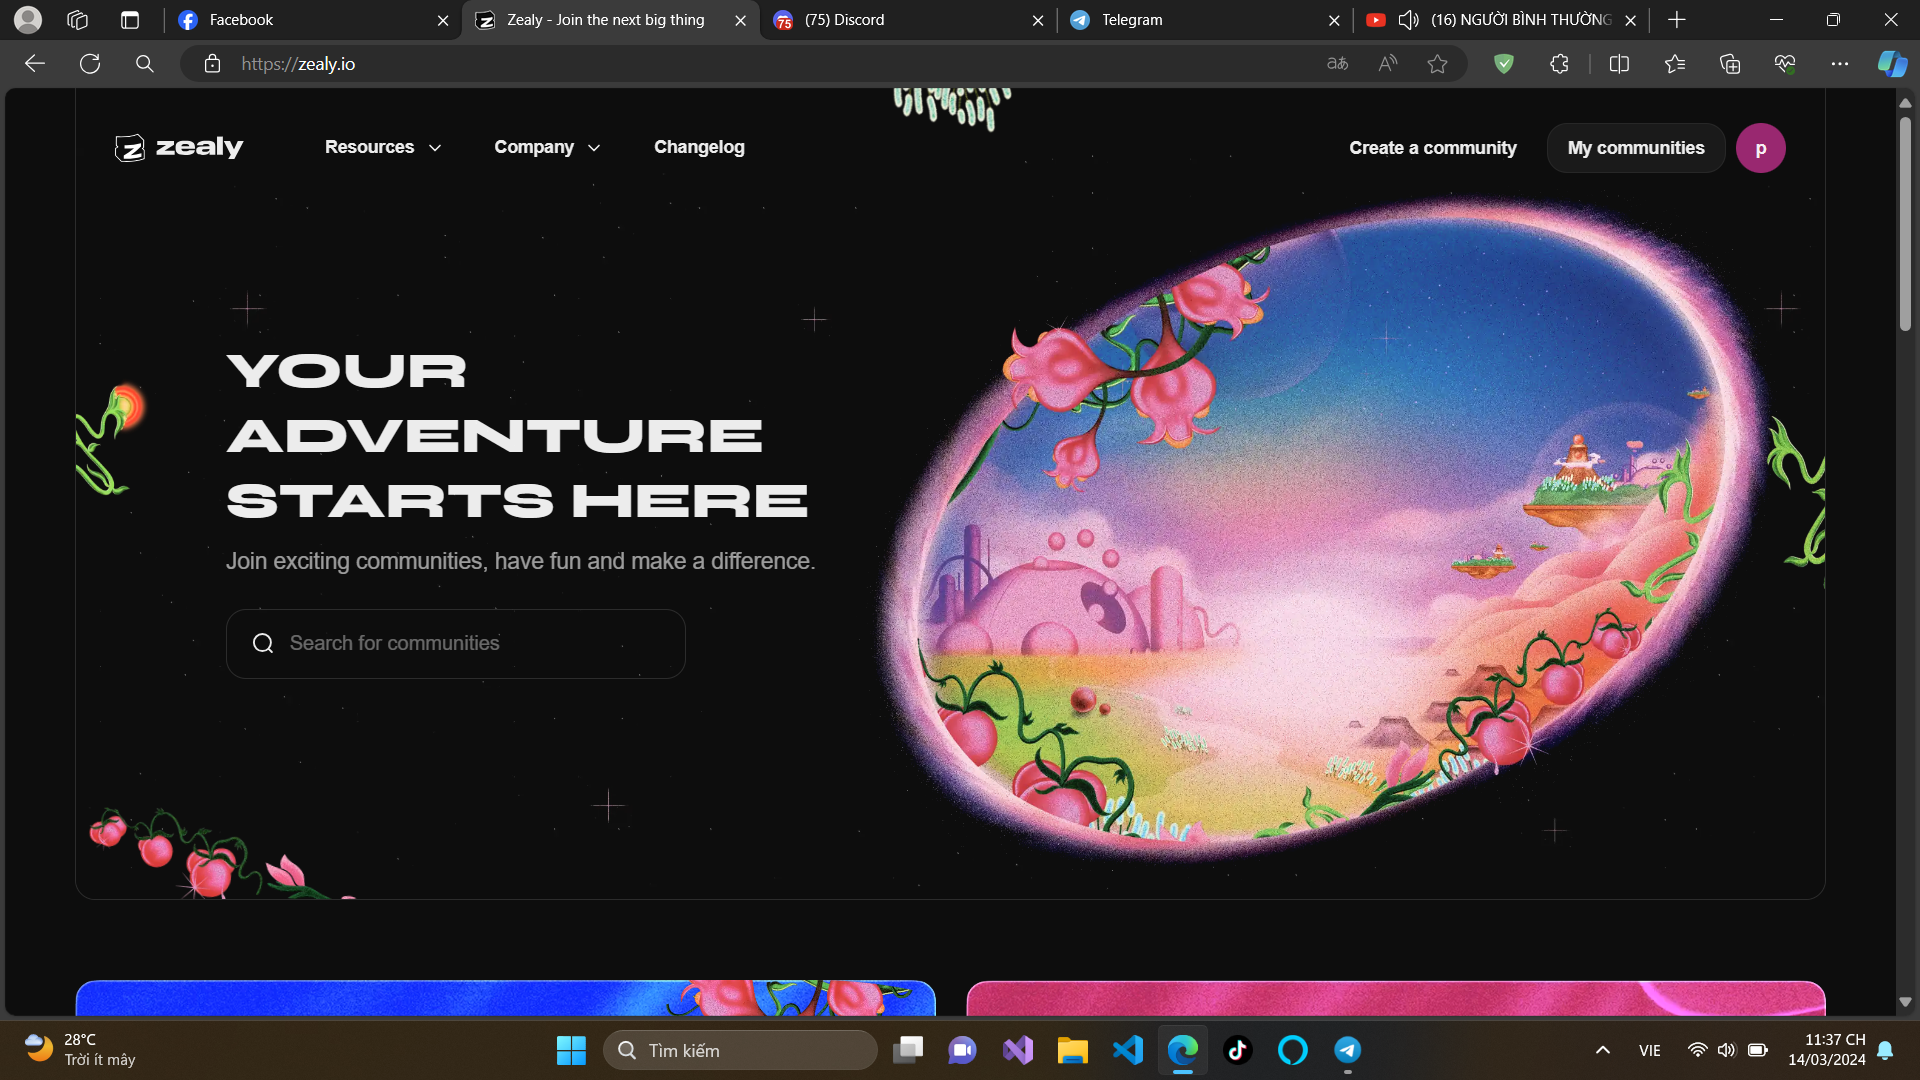 Facebook
Zealy - Join the next big thing
75
(75) Discord
Telegram
(16) NGƯỜI BÌNH THƯỜNG
https://zealy.io
zealy
Resources
Company
Changelog
Create a community
My communities
p
YOUR
ADVENTURE
STARTS HERE
Join exciting communities, have fun and make a difference.
Search for communities
28°C
Trời ít mây
Tìm kiếm
VIE
11:37 CH
14/03/2024